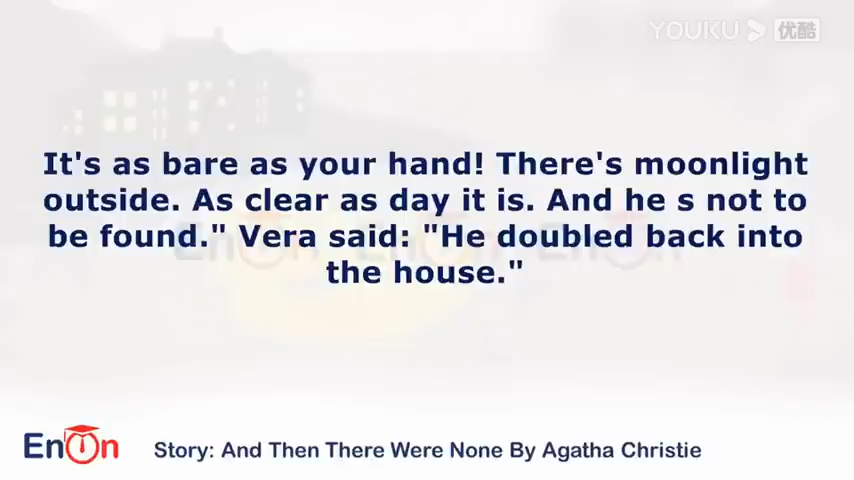 YOUKU 优酷
It's as bare as your hand! There's moonlight
outside. As clear as day it is. And he s not to
be found." Vera said: "He doubled back into
the house."
EnOn
Story: And Then There Were None By Agatha Christie